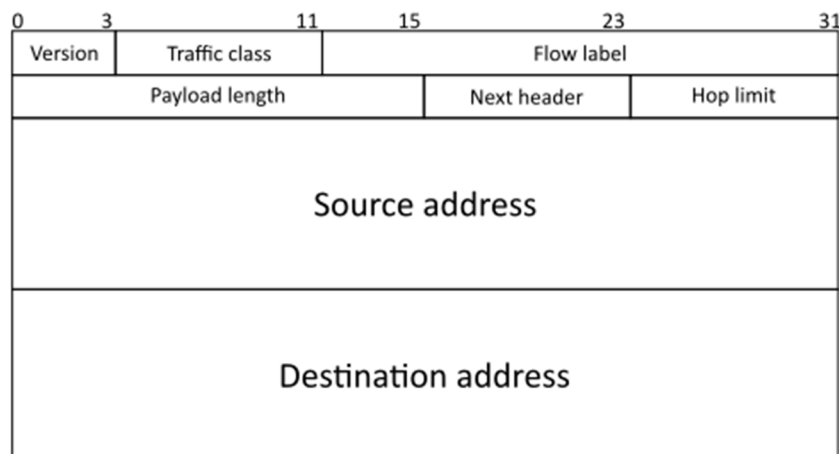 0 3 11 15 23 31
Version Traffic class Flow label
Payload length Next header Hop limit
Source address
Destination address